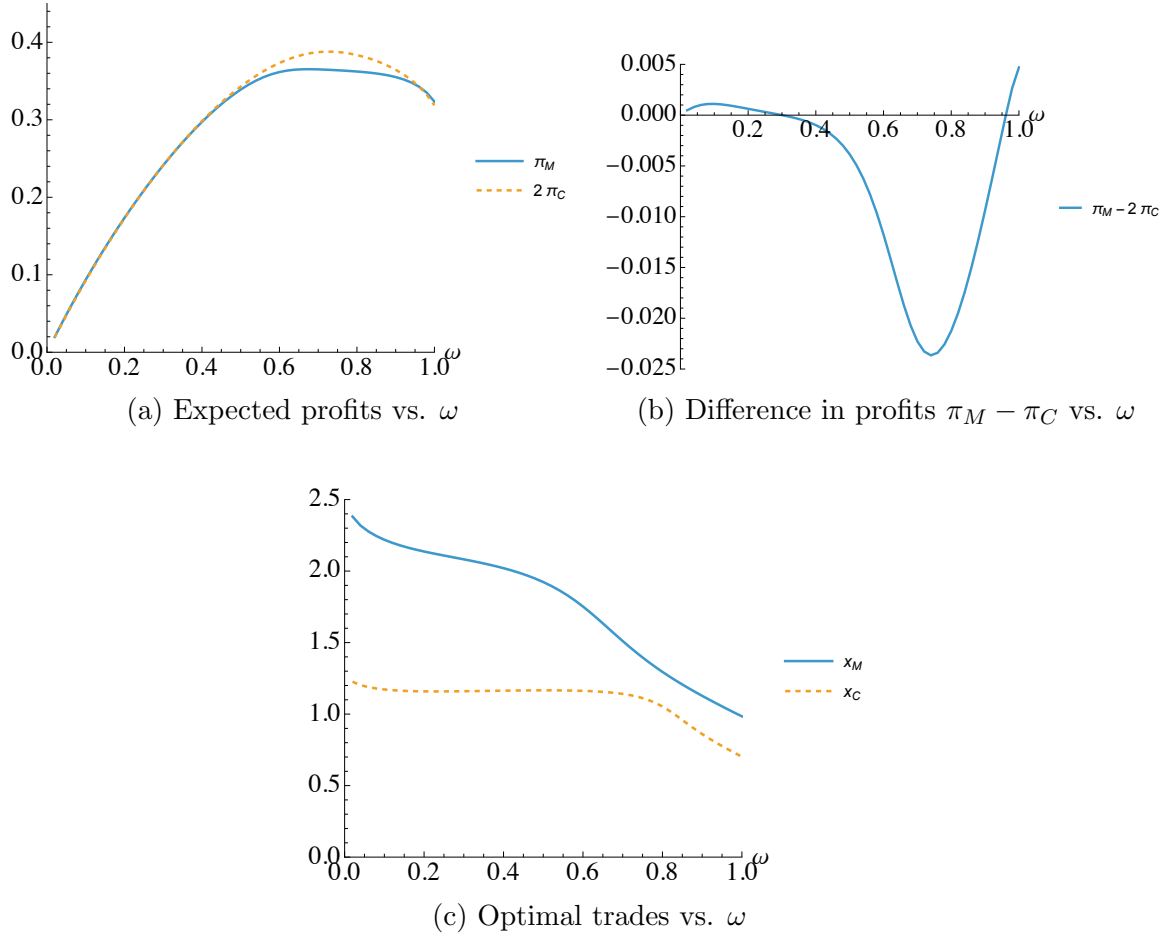 0.4
0.3
0.2
0.1
0.0
0.0 0.2 0.4 0.6 0.8 1.0
ω
π_M
2 π_C
(a) Expected profits vs. ω
0.005
0.000
−0.005
−0.010
−0.015
−0.020
−0.025
0.2 0.4 0.6 0.8 1.0
ω
π_M − 2 π_C
(b) Difference in profits π_M − π_C vs. ω
2.5
2.0
1.5
1.0
0.5
0.0
0.0 0.2 0.4 0.6 0.8 1.0
ω
x_M
x_C
(c) Optimal trades vs. ω